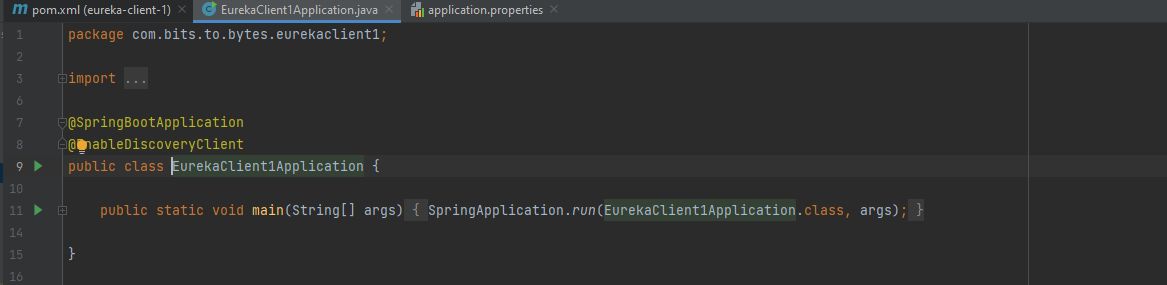 pom.xml (eureka-client-1) EurekaClient1Application.java application.properties
1 package com.bits.to.bytes.eurekaclient1;
2
3 import ...
6
7 @SpringBootApplication
8 @EnableDiscoveryClient
9 public class EurekaClient1Application {
10
11 public static void main(String[] args) { SpringApplication.run(EurekaClient1Application.class, args); }
14
15 }
16